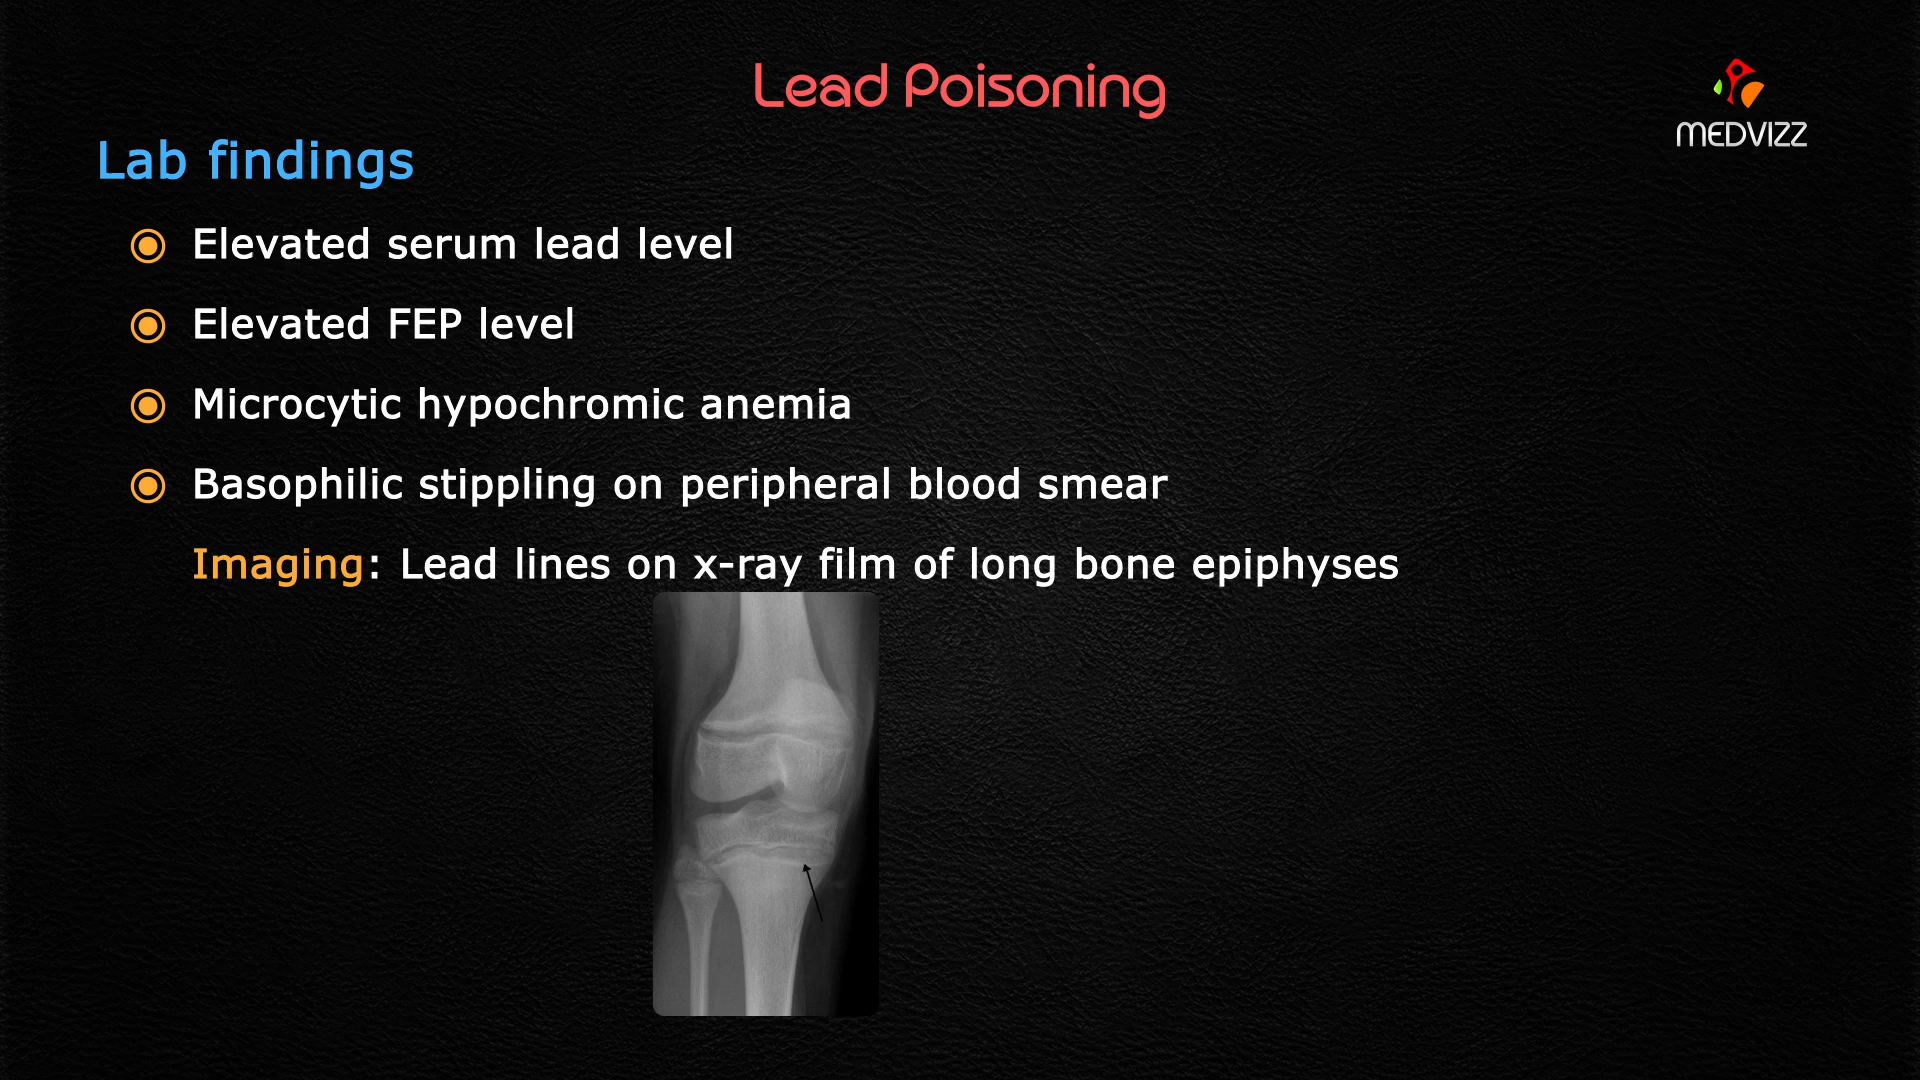 Lead Poisoning
MEDVIZZ
Lab findings
Elevated serum lead level
Elevated FEP level
Microcytic hypochromic anemia
Basophilic stippling on peripheral blood smear
Imaging: Lead lines on x-ray film of long bone epiphyses